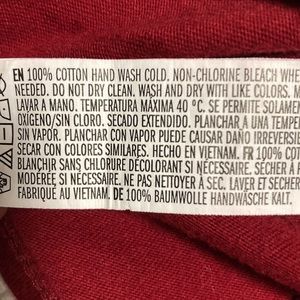 EN 100% COTTON HAND WASH COLD. NON-CHLORINE BLEACH WHE
NEEDED. DO NOT DRY CLEAN. WASH AND DRY WITH LIKE COLORS. M
LAVAR A MANO. TEMPERATURA MÁXIMA 40 ºC. SE PERMITE SOLAMEN
OXIGENO/SIN CLORO. SECADO EXTENDIDO. PLANCHAR A UNA TEMPER
SIN VAPOR. PLANCHAR CON VAPOR PUEDE CAUSAR DAÑO IRREVERSI
SECAR CON COLORES SIMILARES. HECHO EN VIETNAM. FR 100% COT
BLANCHIR SANS CHLORURE DÉCOLORANT SI NÉCESSAIRE. SÉCHER À P
MODÉRÉE SI NÉCESSAIRE. NE PAS NETTOYER À SEC. LAVER ET SÉCHER
FABRIQUÉ AU VIETNAM. DE 100% BAUMWOLLE HANDWÄSCHE KALT.